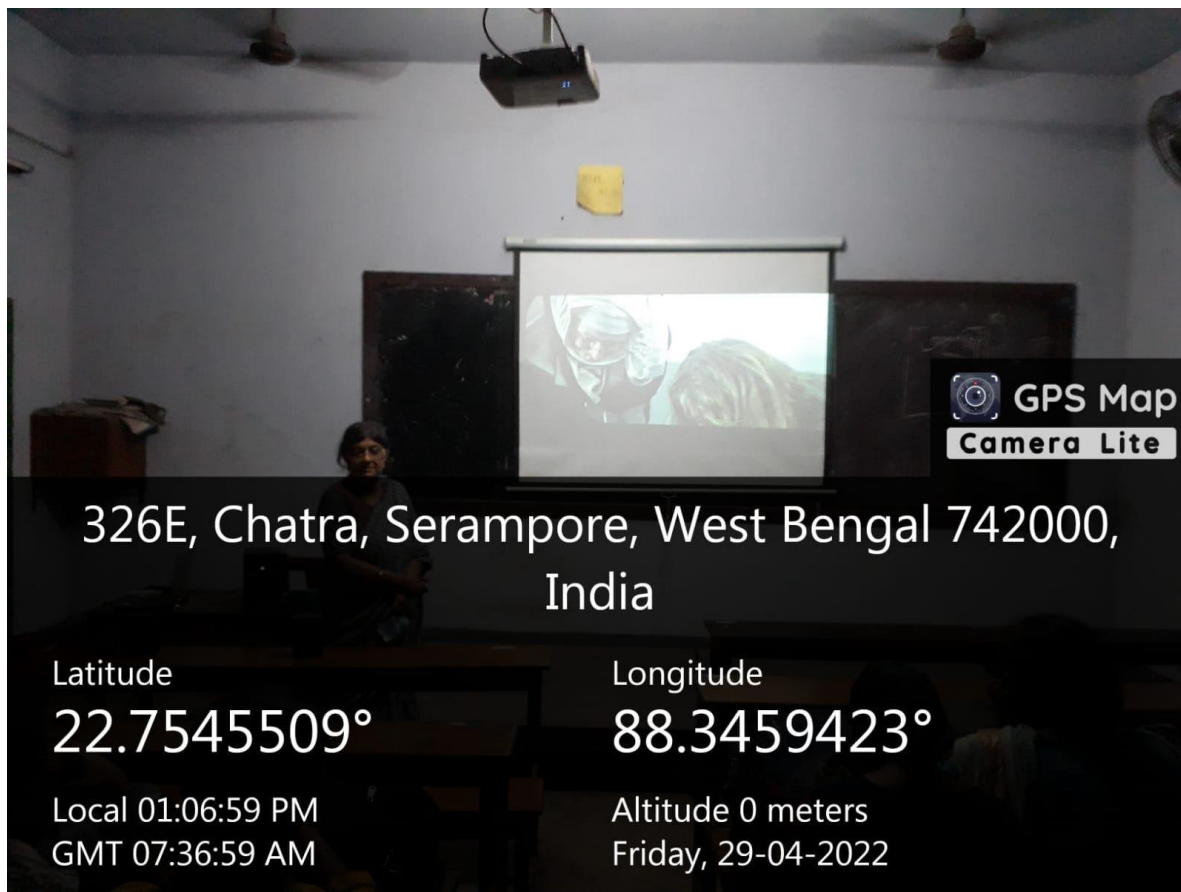 GPS Map
Camera Lite
326E, Chatra, Serampore, West Bengal 742000,
India
Latitude
22.7545509°
Longitude
88.3459423°
Local 01:06:59 PM
GMT 07:36:59 AM
Altitude 0 meters
Friday, 29-04-2022